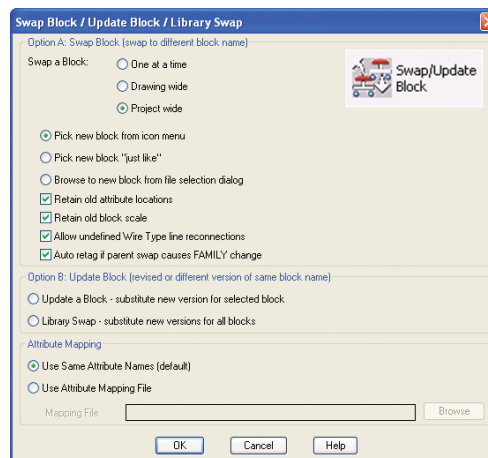 Swap Block / Update Block / Library Swap
Option A: Swap Block (swap to different block name)
Swap a Block:
One at a time
Drawing wide
Project wide
Swap/Update
Block
Pick new block from icon menu
Pick new block "just like"
Browse to new block from file selection dialog
Retain old attribute locations
Retain old block scale
Allow undefined Wire Type line reconnections
Auto retag if parent swap causes FAMILY change
Option B: Update Block (revised or different version of same block name)
Update a Block - substitute new version for selected block
Library Swap - substitute new versions for all blocks
Attribute Mapping
Use Same Attribute Names (default)
Use Attribute Mapping File
Mapping File
Browse
OK
Cancel
Help